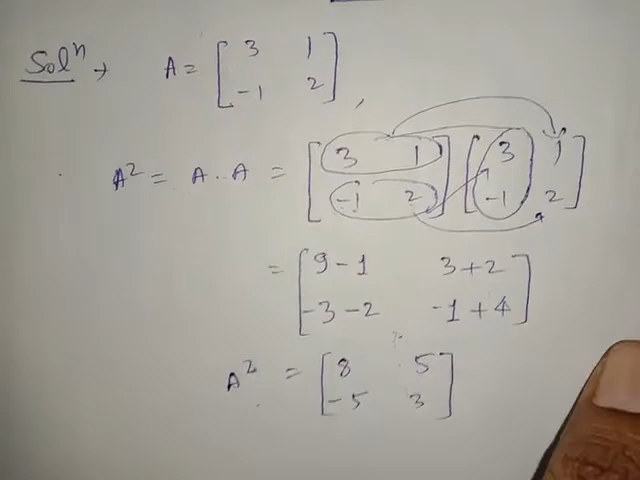 Solⁿ → A = [ 3 1 ; -1 2 ],
A² = A . A = [ 3 1 ; -1 2 ] [ 3 1 ; -1 2 ]
= [ 9 - 1 3 + 2 ; -3 - 2 -1 + 4 ]
A² = [ 8 5 ; -5 3 ]